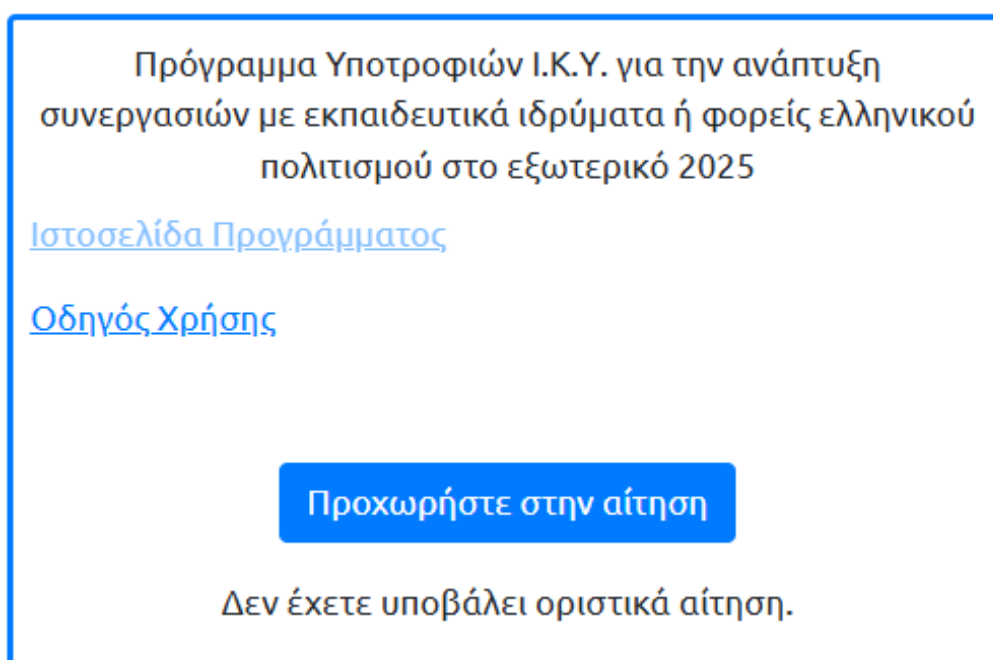 Πρόγραμμα Υποτροφιών Ι.Κ.Υ. για την ανάπτυξη
συνεργασιών με εκπαιδευτικά ιδρύματα ή φορείς ελληνικού
πολιτισμού στο εξωτερικό 2025
Ιστοσελίδα Προγράμματος
Οδηγός Χρήσης
Προχωρήστε στην αίτηση
Δεν έχετε υποβάλει οριστικά αίτηση.